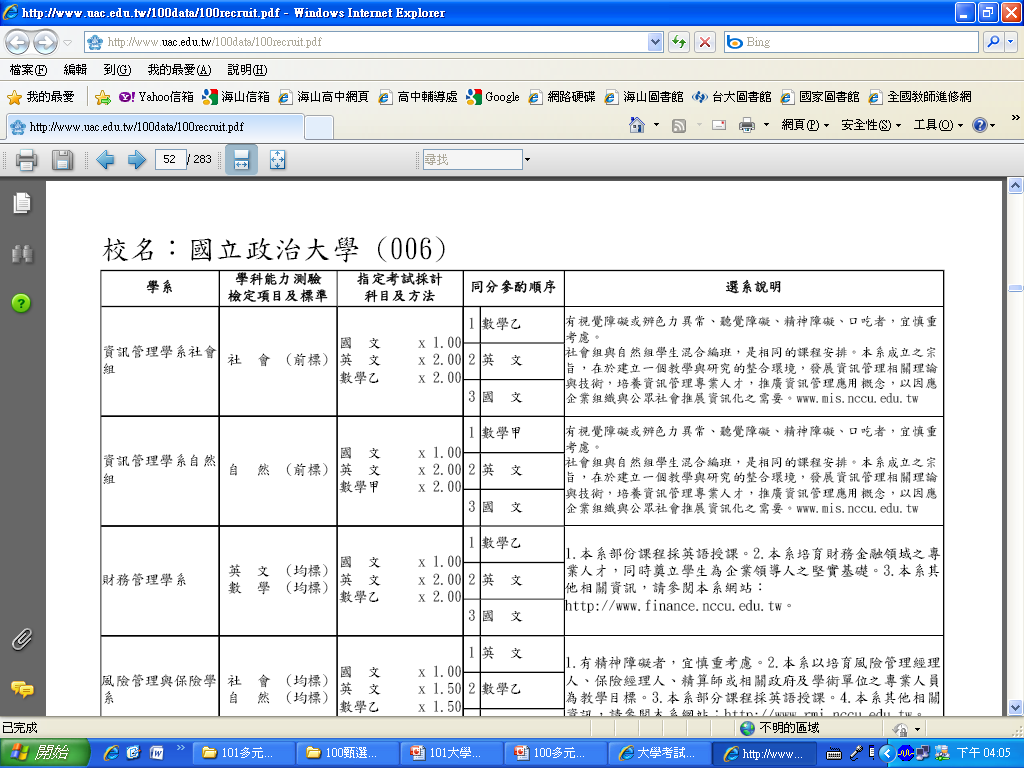 http://www.uac.edu.tw/100data/100recruit.pdf - Windows Internet Explorer
http://www.uac.edu.tw/100data/100recruit.pdf
Bing
檔案(F) 編輯 到(G) 我的最愛(A) 說明(H)
我的最愛 Yahoo信箱 海山信箱 海山高中網頁 高中輔導處 Google 網路硬碟 海山圖書館 台大圖書館 國家圖書館 全國教師進修網
http://www.uac.edu.tw/100data/100recruit.pdf 網頁(P) 安全性(S) 工具(O)
52 / 283 尋找
校名：國立政治大學 (006)
學系 學科能力測驗檢定項目及標準 指定考試採計科目及方法 同分參酌順序 選系說明
資訊管理學系社會組
社 會 (前標)
國 文 x 1.00
英 文 x 2.00
數學乙 x 2.00
1 數學乙
2 英 文
3 國 文
有視覺障礙或辨色力異常、聽覺障礙、精神障礙、口吃者，宜慎重
考慮。
社會組與自然組學生混合編班，是相同的課程安排。本系成立之宗
旨，在於建立一個教學與研究的整合環境，發展資訊管理相關理論
與技術，培養資訊管理專業人才，推廣資訊管理應用概念，以因應
企業組織與公眾社會推展資訊化之需要。www.mis.nccu.edu.tw
資訊管理學系自然組
自 然 (前標)
國 文 x 1.00
英 文 x 2.00
數學甲 x 2.00
1 數學甲
2 英 文
3 國 文
有視覺障礙或辨色力異常、聽覺障礙、精神障礙、口吃者，宜慎重
考慮。
社會組與自然組學生混合編班，是相同的課程安排。本系成立之宗
旨，在於建立一個教學與研究的整合環境，發展資訊管理相關理論
與技術，培養資訊管理專業人才，推廣資訊管理應用概念，以因應
企業組織與公眾社會推展資訊化之需要。www.mis.nccu.edu.tw
財務管理學系
英 文 (均標)
數 學 (均標)
國 文 x 1.00
英 文 x 2.00
數學乙 x 2.00
1 數學乙
2 英 文
3 國 文
1.本系部份課程採英語授課。2.本系培育財務金融領域之專
業人才，同時奠立學生為企業領導人之堅實基礎。3.本系其
他相關資訊，請參閱本系網站：
http://www.finance.nccu.edu.tw。
風險管理與保險學系
社 會 (均標)
自 然 (均標)
國 文 x 1.00
英 文 x 1.50
數學乙 x 1.50
1 英 文
2 數學乙
1.有精神障礙者，宜慎重考慮。2.本系以培育風險管理經理
人、保險經理人、精算師或相關政府及學術單位之專業人員
為教學目標。3.本系部分課程採英語授課。4.本系其他相關
資訊，請參閱本系網站：http://www.rmi.nccu.edu.tw。
已完成 不明的區域
開始 101多元... 100甄選... 101大學... 100多元... 大學考試... http://www... 下午 04:05